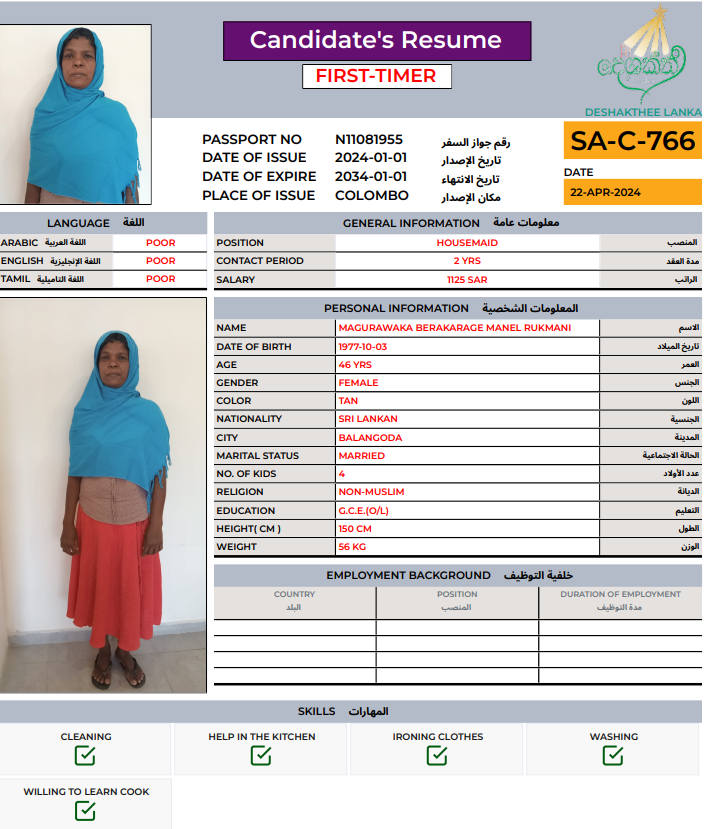 Candidate's Resume
FIRST-TIMER
DESHAKTHEE LANKA
PASSPORT NO N11081955 رقم جواز السفر
DATE OF ISSUE 2024-01-01 تاريخ الإصدار
DATE OF EXPIRE 2034-01-01 تاريخ الانتهاء
PLACE OF ISSUE COLOMBO مكان الإصدار
SA-C-766
DATE
22-APR-2024
LANGUAGE اللغة
ARABIC اللغة العربية POOR
ENGLISH اللغة الإنجليزية POOR
TAMIL اللغة التاميلية POOR
GENERAL INFORMATION معلومات عامة
POSITION HOUSEMAID المنصب
CONTACT PERIOD 2 YRS مدة العقد
SALARY 1125 SAR الراتب
PERSONAL INFORMATION المعلومات الشخصية
NAME MAGURAWAKA BERAKARAGE MANEL RUKMANI الاسم
DATE OF BIRTH 1977-10-03 تاريخ الميلاد
AGE 46 YRS العمر
GENDER FEMALE الجنس
COLOR TAN اللون
NATIONALITY SRI LANKAN الجنسية
CITY BALANGODA المدينة
MARITAL STATUS MARRIED الحالة الاجتماعية
NO. OF KIDS 4 عدد الأولاد
RELIGION NON-MUSLIM الديانة
EDUCATION G.C.E.(O/L) التعليم
HEIGHT( CM ) 150 CM الطول
WEIGHT 56 KG الوزن
EMPLOYMENT BACKGROUND خلفية التوظيف
COUNTRY POSITION DURATION OF EMPLOYMENT
البلد المنصب مدة التوظيف
SKILLS المهارات
CLEANING HELP IN THE KITCHEN IRONING CLOTHES WASHING
WILLING TO LEARN COOK